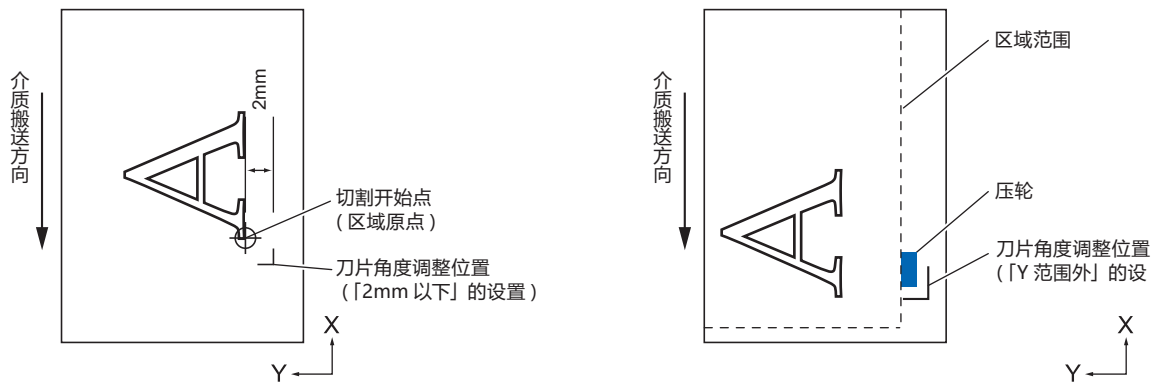 介质搬送方向
2mm
切割开始点
( 区域原点 )
刀片角度调整位置
(「2mm 以下」的设置 )
X
Y
介质搬送方向
区域范围
压轮
刀片角度调整位置
(「Y 范围外」的设
X
Y